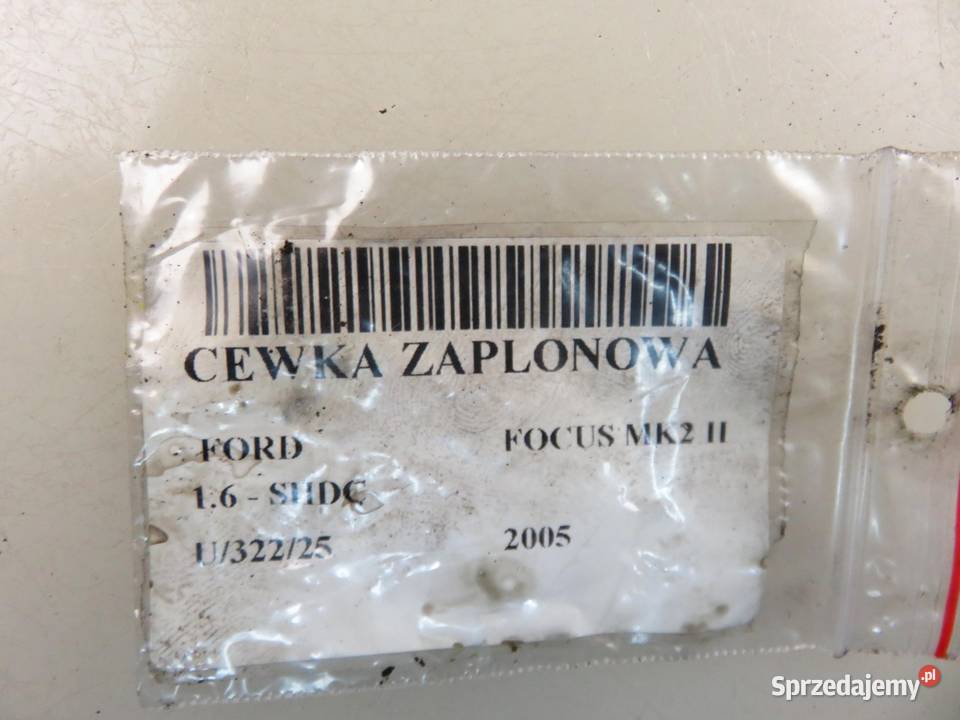 CEWKA ZAPLONOWA
FORD FOCUS MK2 II
1.6 - SHDC
U/322/25 2005
Sprzedajemy.pl